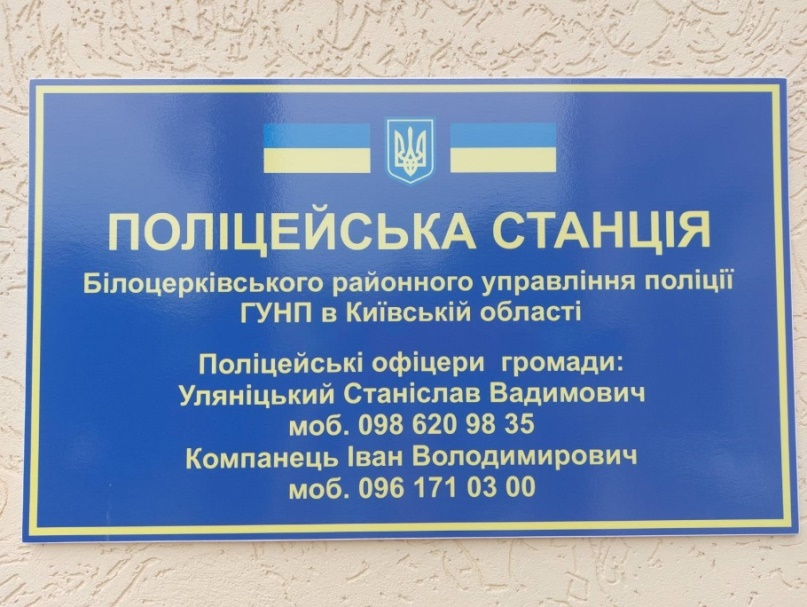 ПОЛІЦЕЙСЬКА СТАНЦІЯ
Білоцерківського районного управління поліції
ГУНП в Київській області
Поліцейські офіцери громади:
Уляніцький Станіслав Вадимович
моб. 098 620 98 35
Компанець Іван Володимирович
моб. 096 171 03 00